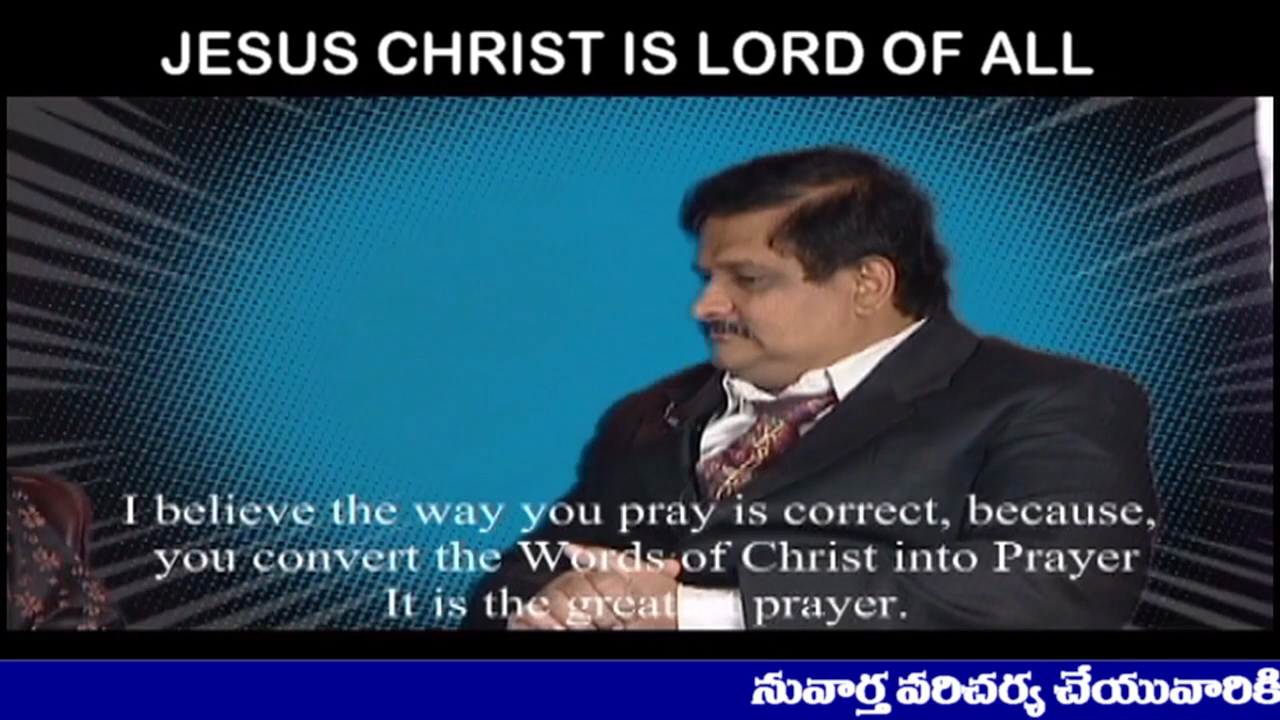 JESUS CHRIST IS LORD OF ALL
I believe the way you pray is correct, because,
you convert the Words of Christ into Prayer
It is the greatest prayer.
నువార్త పరిచర్య చేయువారికి